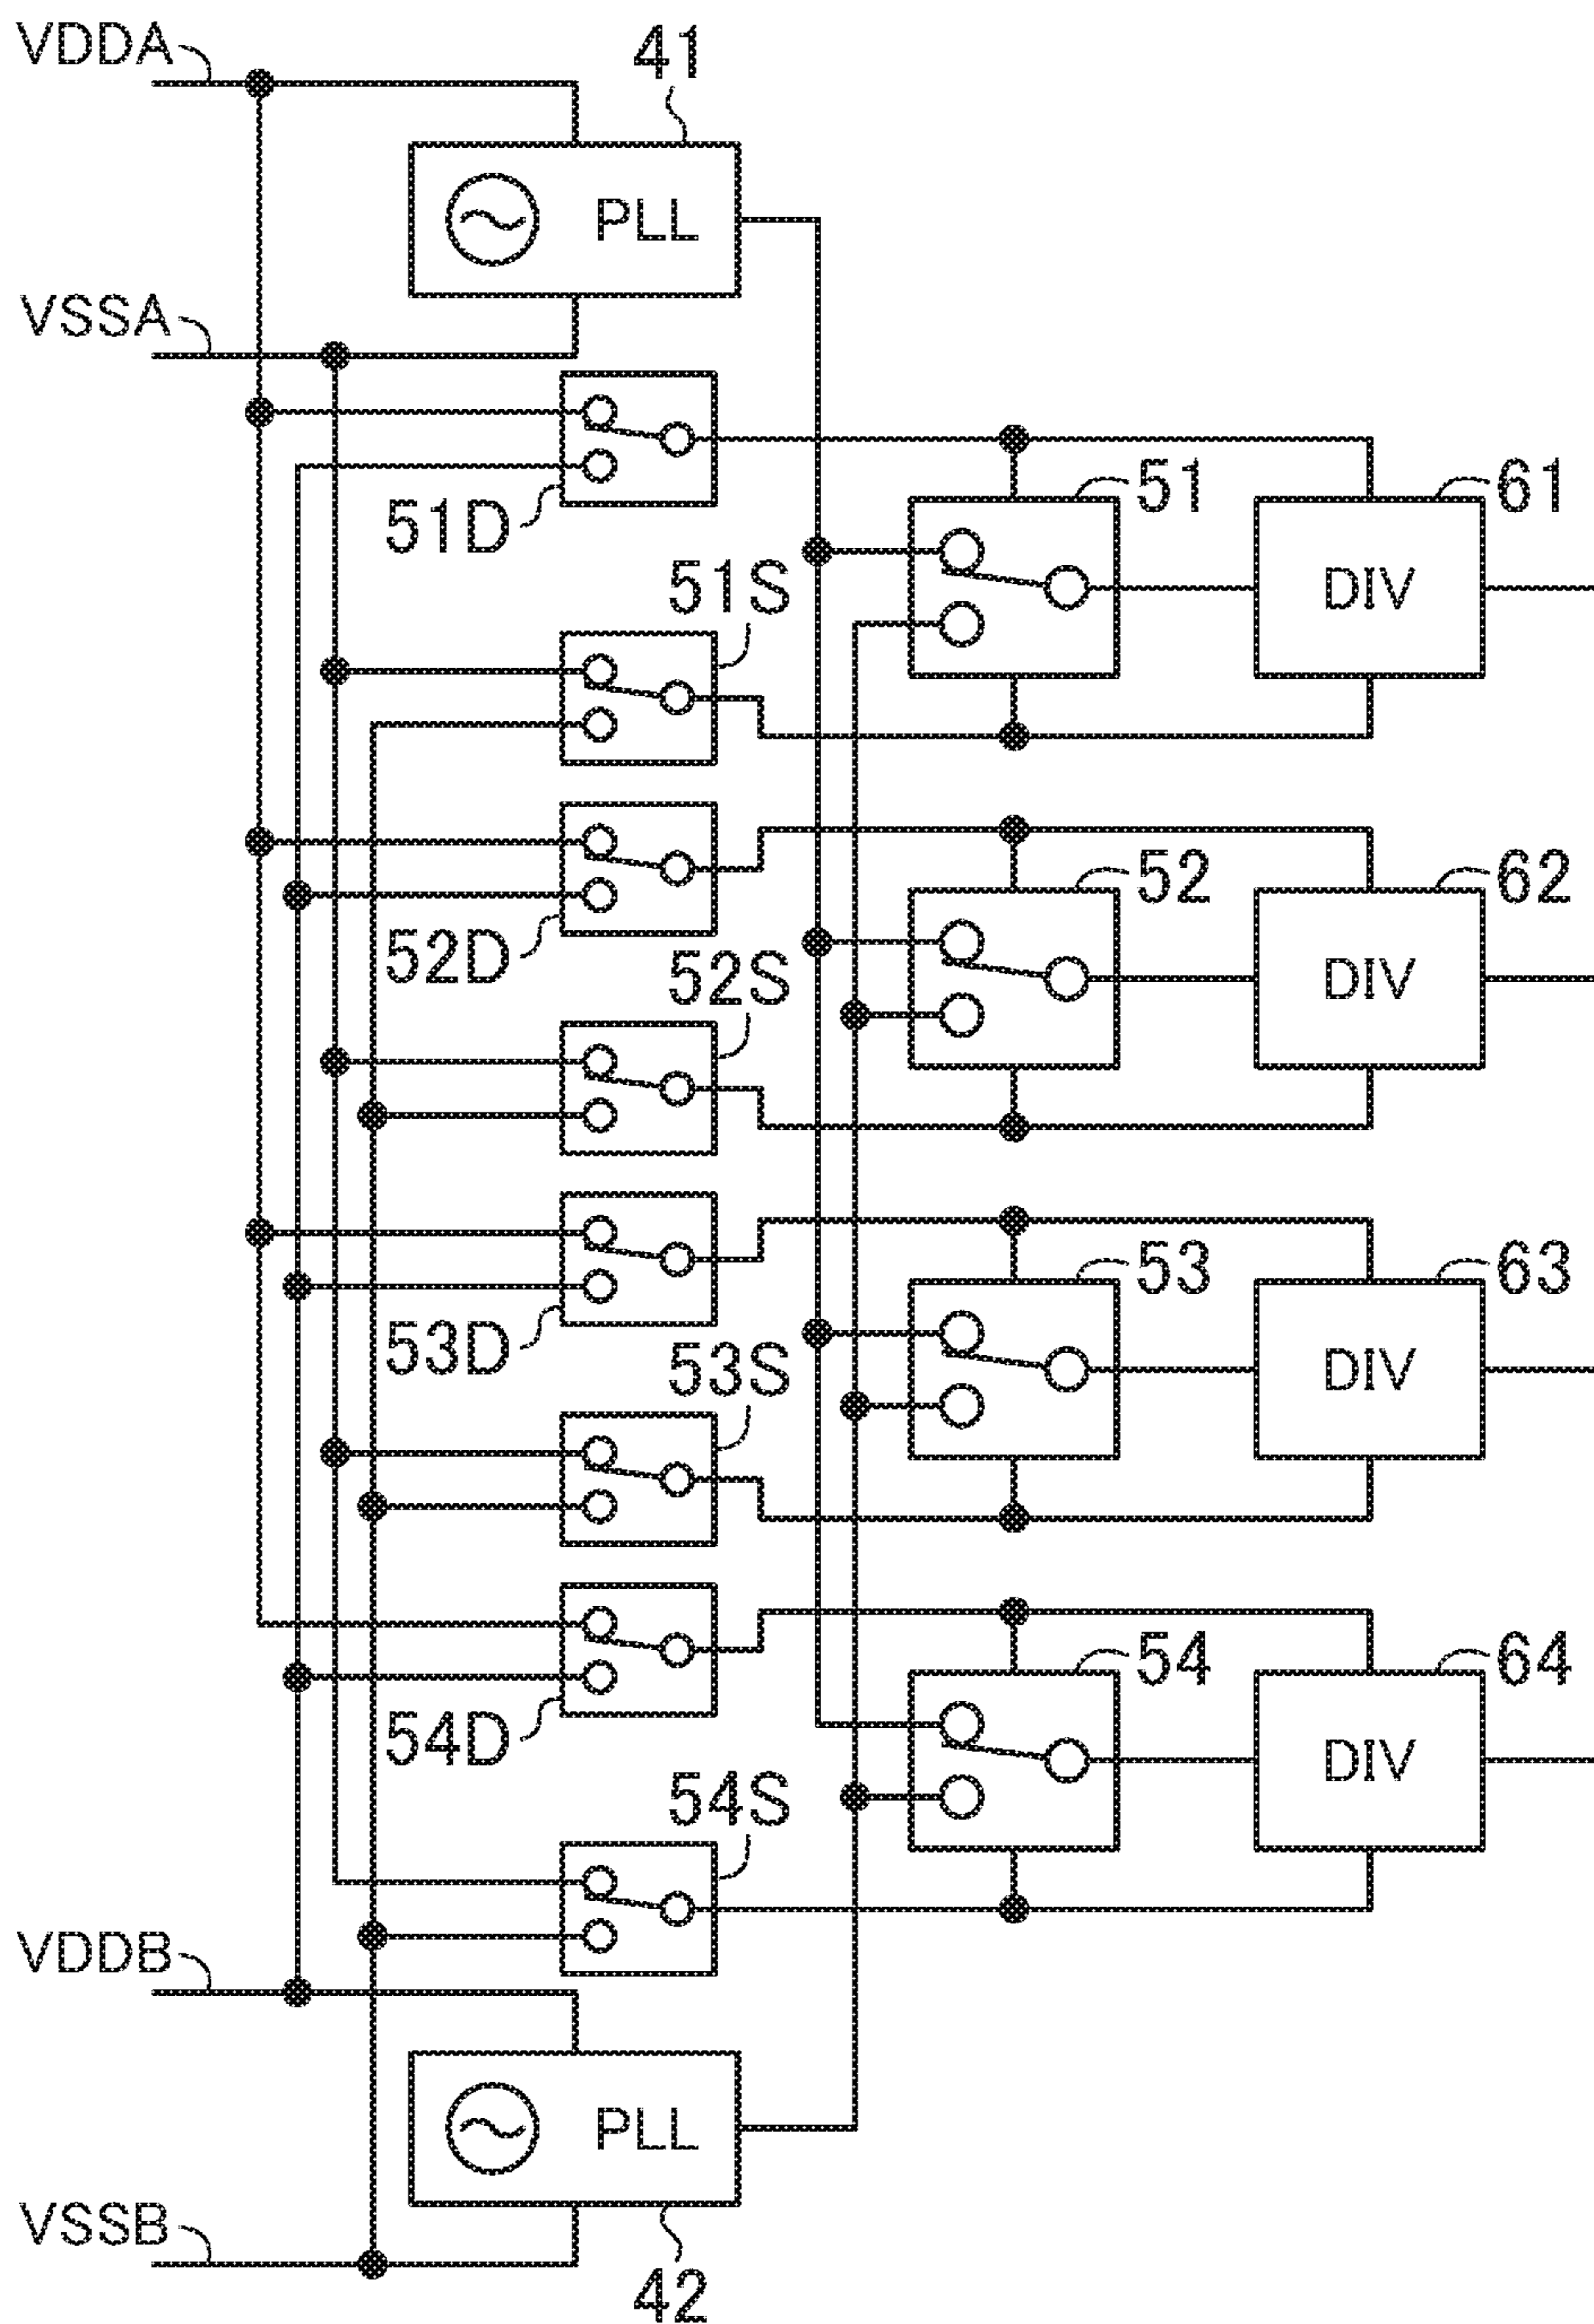 VDDA
41
PLL
VSSA
51D
51
61
DIV
51S
52D
52
62
DIV
52S
53D
53
63
DIV
53S
54D
54
64
DIV
54S
VDDB
PLL
VSSB
42